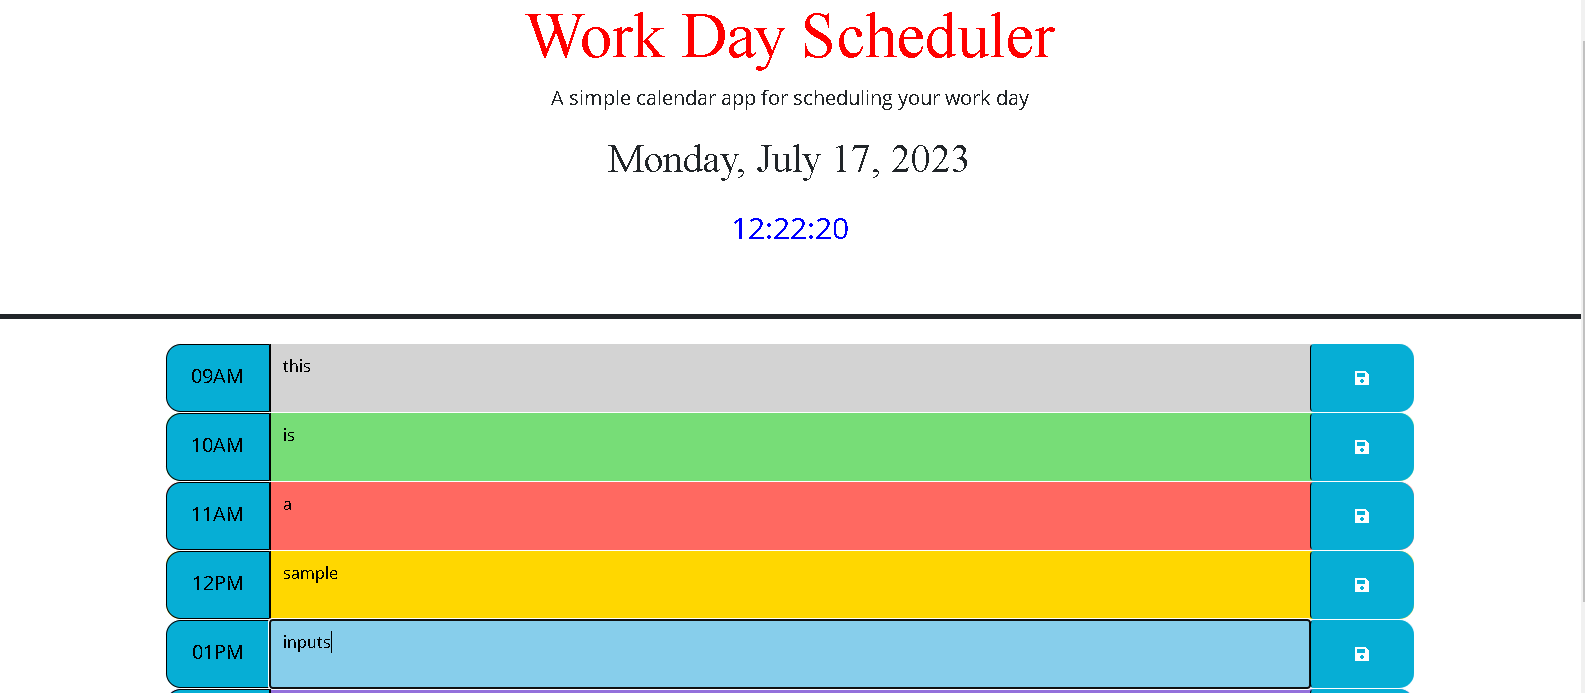 Work Day Scheduler
A simple calendar app for scheduling your work day
Monday, July 17, 2023
12:22:20
09AM this
10AM is
11AM a
12PM sample
01PM inputs